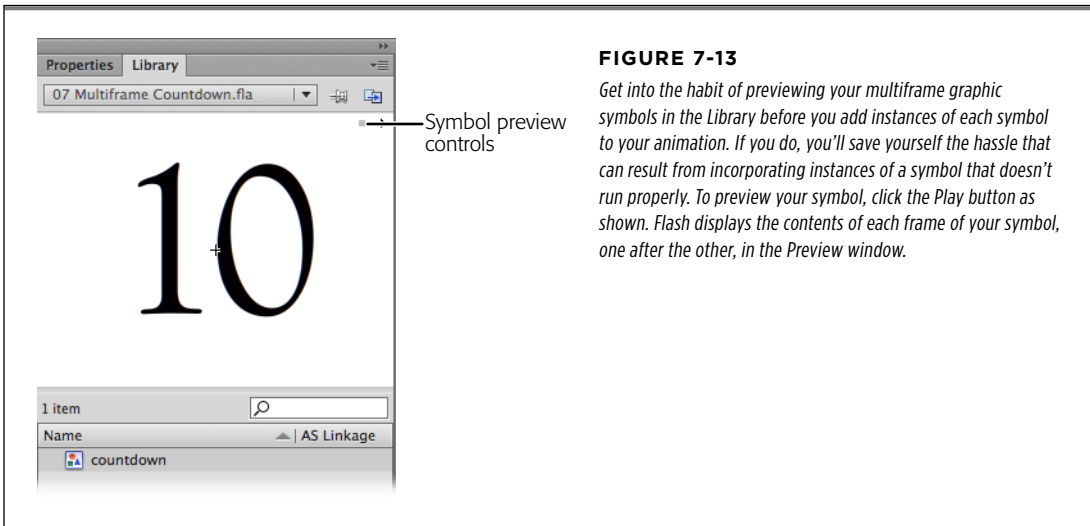 Properties Library
07 Multiframe Countdown.fla
Symbol preview
controls
10
1 item
Name AS Linkage
countdown
FIGURE 7-13
Get into the habit of previewing your multiframe graphic
symbols in the Library before you add instances of each symbol
to your animation. If you do, you’ll save yourself the hassle that
can result from incorporating instances of a symbol that doesn’t
run properly. To preview your symbol, click the Play button as
shown. Flash displays the contents of each frame of your symbol,
one after the other, in the Preview window.